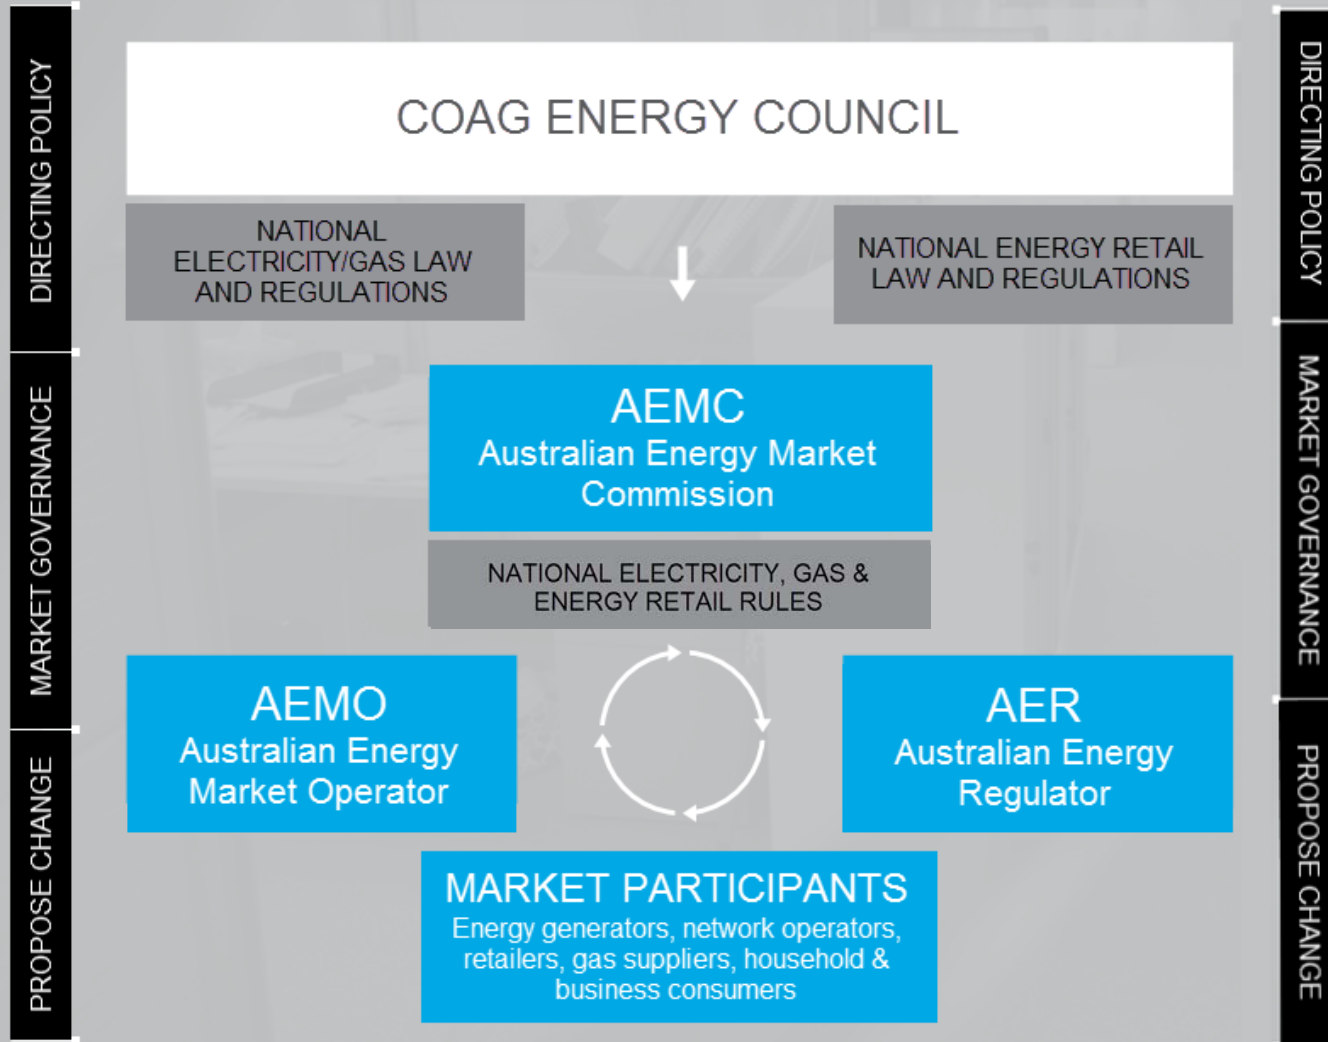 DIRECTING POLICY
MARKET GOVERNANCE
PROPOSE CHANGE
COAG ENERGY COUNCIL
NATIONAL
ELECTRICITY/GAS LAW
AND REGULATIONS
NATIONAL ENERGY RETAIL
LAW AND REGULATIONS
AEMC
Australian Energy Market
Commission
NATIONAL ELECTRICITY, GAS &
ENERGY RETAIL RULES
AEMO
Australian Energy
Market Operator
AER
Australian Energy
Regulator
MARKET PARTICIPANTS
Energy generators, network operators,
retailers, gas suppliers, household &
business consumers
DIRECTING POLICY
MARKET GOVERNANCE
PROPOSE CHANGE